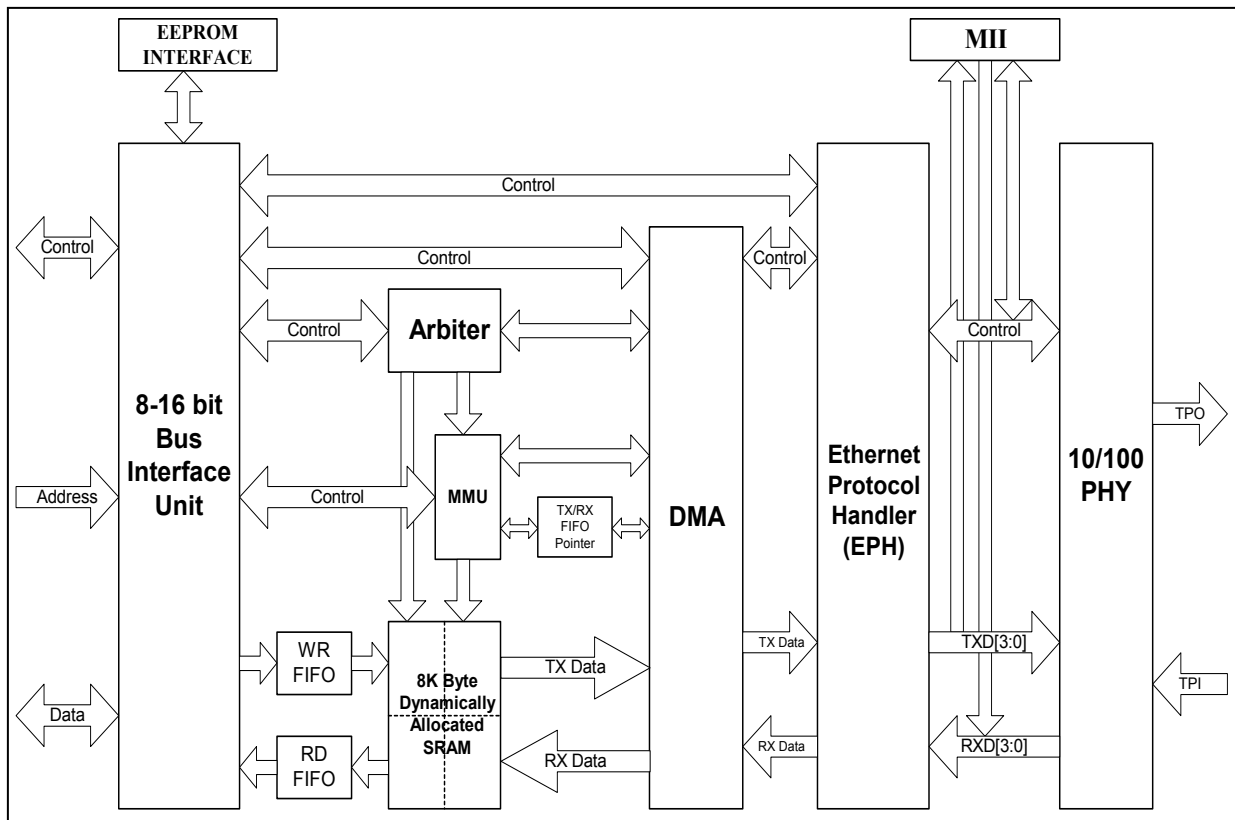 EEPROM
INTERFACE
MII
Control
Control
Control
Control
Control
Arbiter
Control
8-16 bit
Bus
Interface
Unit
TPO
Address
Control
MMU
TX/RX
FIFO
Pointer
DMA
Ethernet
Protocol
Handler
(EPH)
10/100
PHY
WR
FIFO
TX Data
TX Data
TXD[3:0]
8K Byte
Dynamically
Allocated
SRAM
TPI
Data
RD
FIFO
RX Data
RX Data
RXD[3:0]